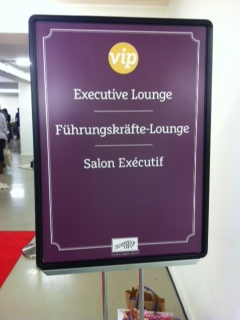 vip
Executive Lounge
Führungskräfte-Lounge
Salon Exécutif